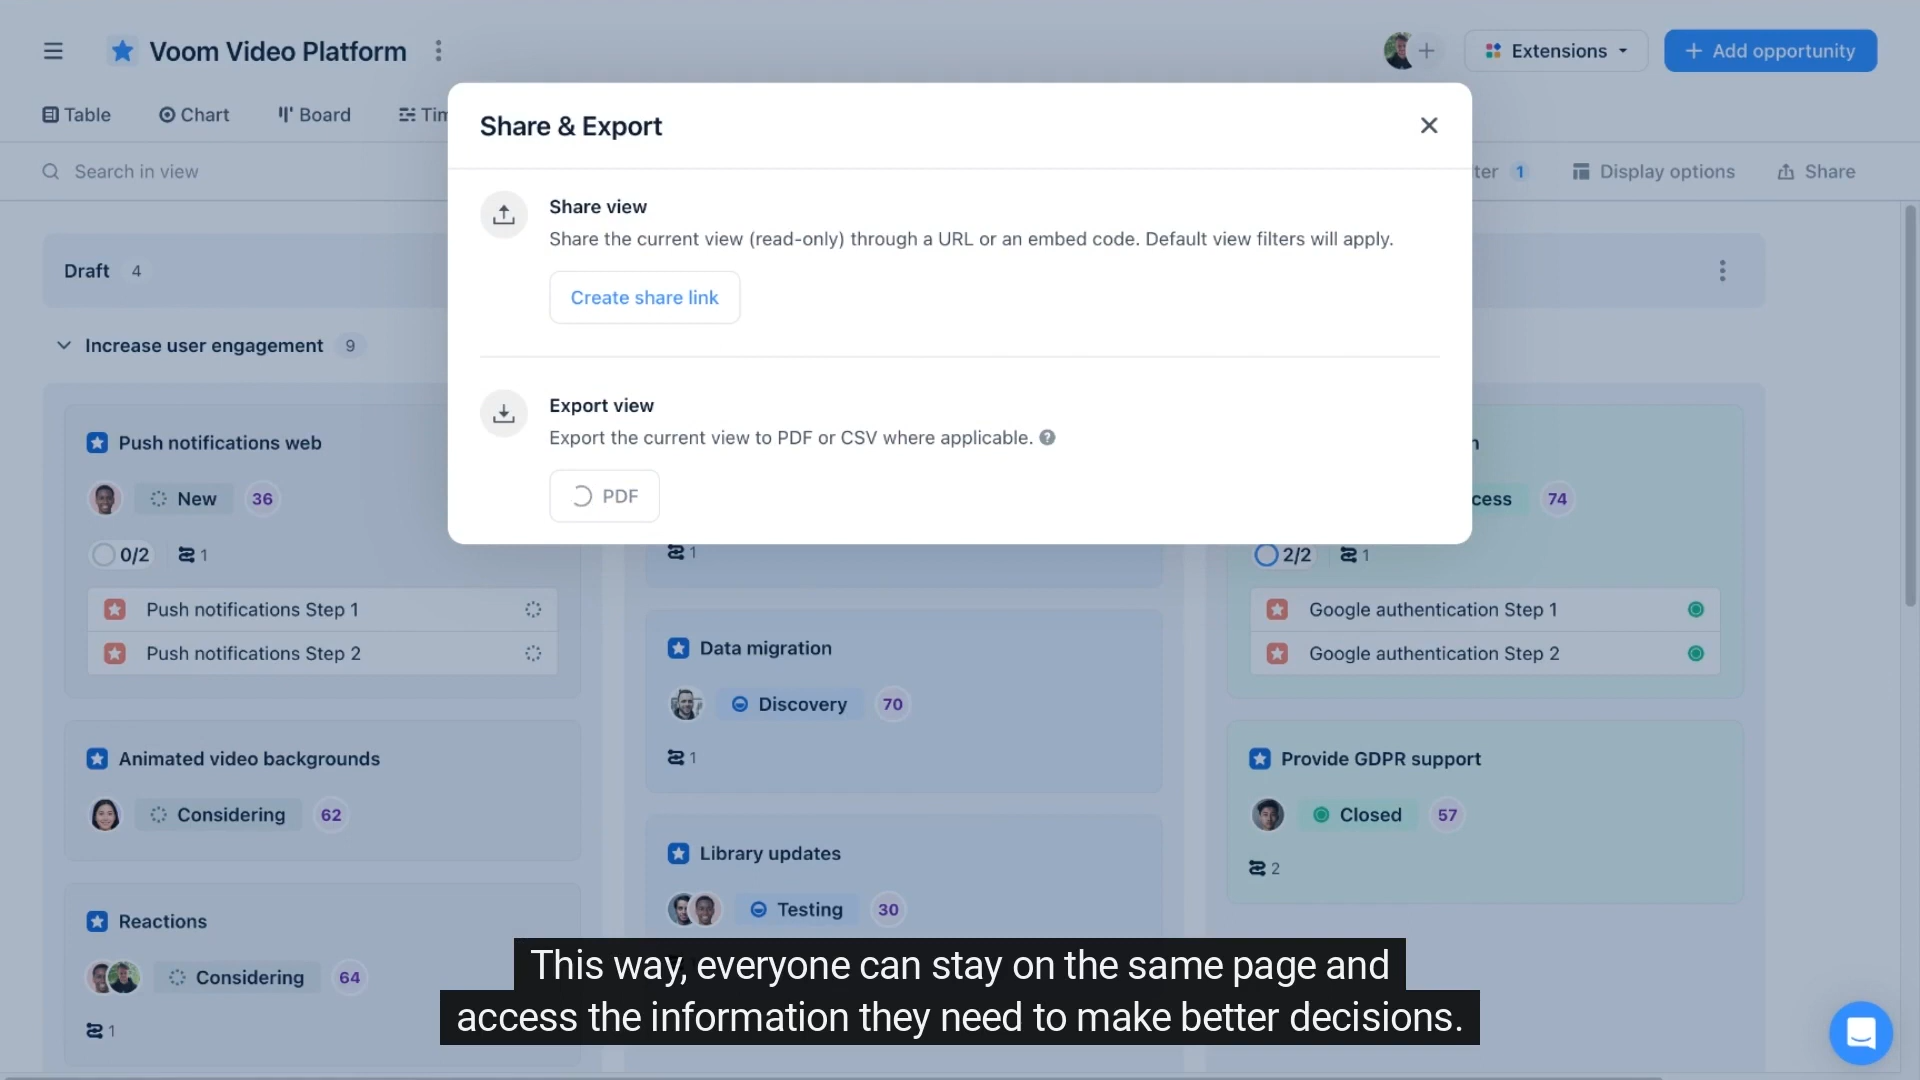 Voom Video Platform
Extensions
+ Add opportunity
Table
Chart
Board
Tim
Share & Export
Search in view
ter 1
Display options
Share
Share view
Share the current view (read-only) through a URL or an embed code. Default view filters will apply.
Create share link
Export view
Export the current view to PDF or CSV where applicable. ?
PDF
Draft 4
Increase user engagement 9
Push notifications web
New 36
0/2 1
Push notifications Step 1
Push notifications Step 2
Animated video backgrounds
Considering 62
Reactions
Considering 64
1
1
Data migration
Discovery 70
1
Library updates
Testing 30
n
cess 74
2/2 1
Google authentication Step 1
Google authentication Step 2
Provide GDPR support
Closed 57
2
This way, everyone can stay on the same page and
access the information they need to make better decisions.